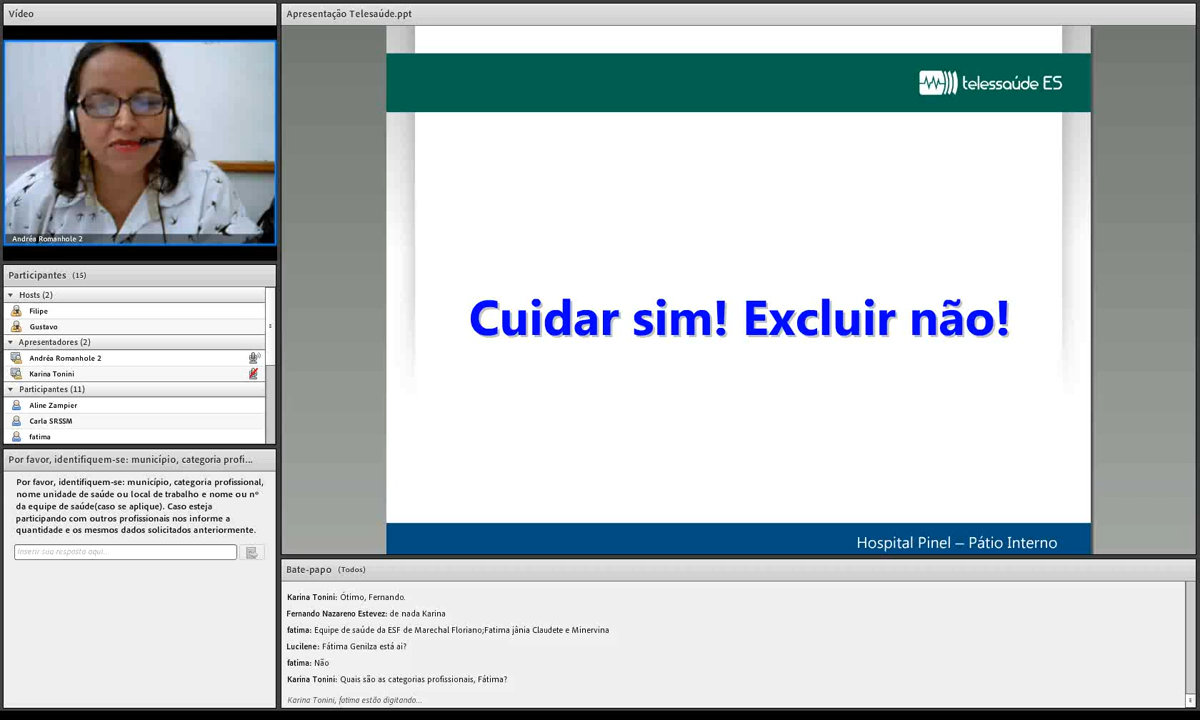 Vídeo
Andréa Romanhole 2
Participantes (15)
Hosts (2)
Filipe
Gustavo
Apresentadores (2)
Andréa Romanhole 2
Karina Tonini
Participantes (11)
Aline Zampier
Carla SRSSM
fatima
Por favor, identifiquem-se: município, categoria profi...
Por favor, identifiquem-se: município, categoria profissional,
nome unidade de saúde ou local de trabalho e nome ou nº
da equipe de saúde(caso se aplique). Caso esteja
participando com outros profissionais nos informe a
quantidade e os mesmos dados solicitados anteriormente.
Inserir sua resposta aqui...
Apresentação Telesaúde.ppt
telessaúde ES
Cuidar sim! Excluir não!
Hospital Pinel – Pátio Interno
Bate-papo (Todos)
Karina Tonini: Ótimo, Fernando.
Fernando Nazareno Estevez: de nada Karina
fatima: Equipe de saúde da ESF de Marechal Floriano;Fatima jânia Claudete e Minervina
Lucilene: Fátima Genilza está aí?
fatima: Não
Karina Tonini: Quais são as categorias profissionais, Fátima?
Karina Tonini, fatima estão digitando...